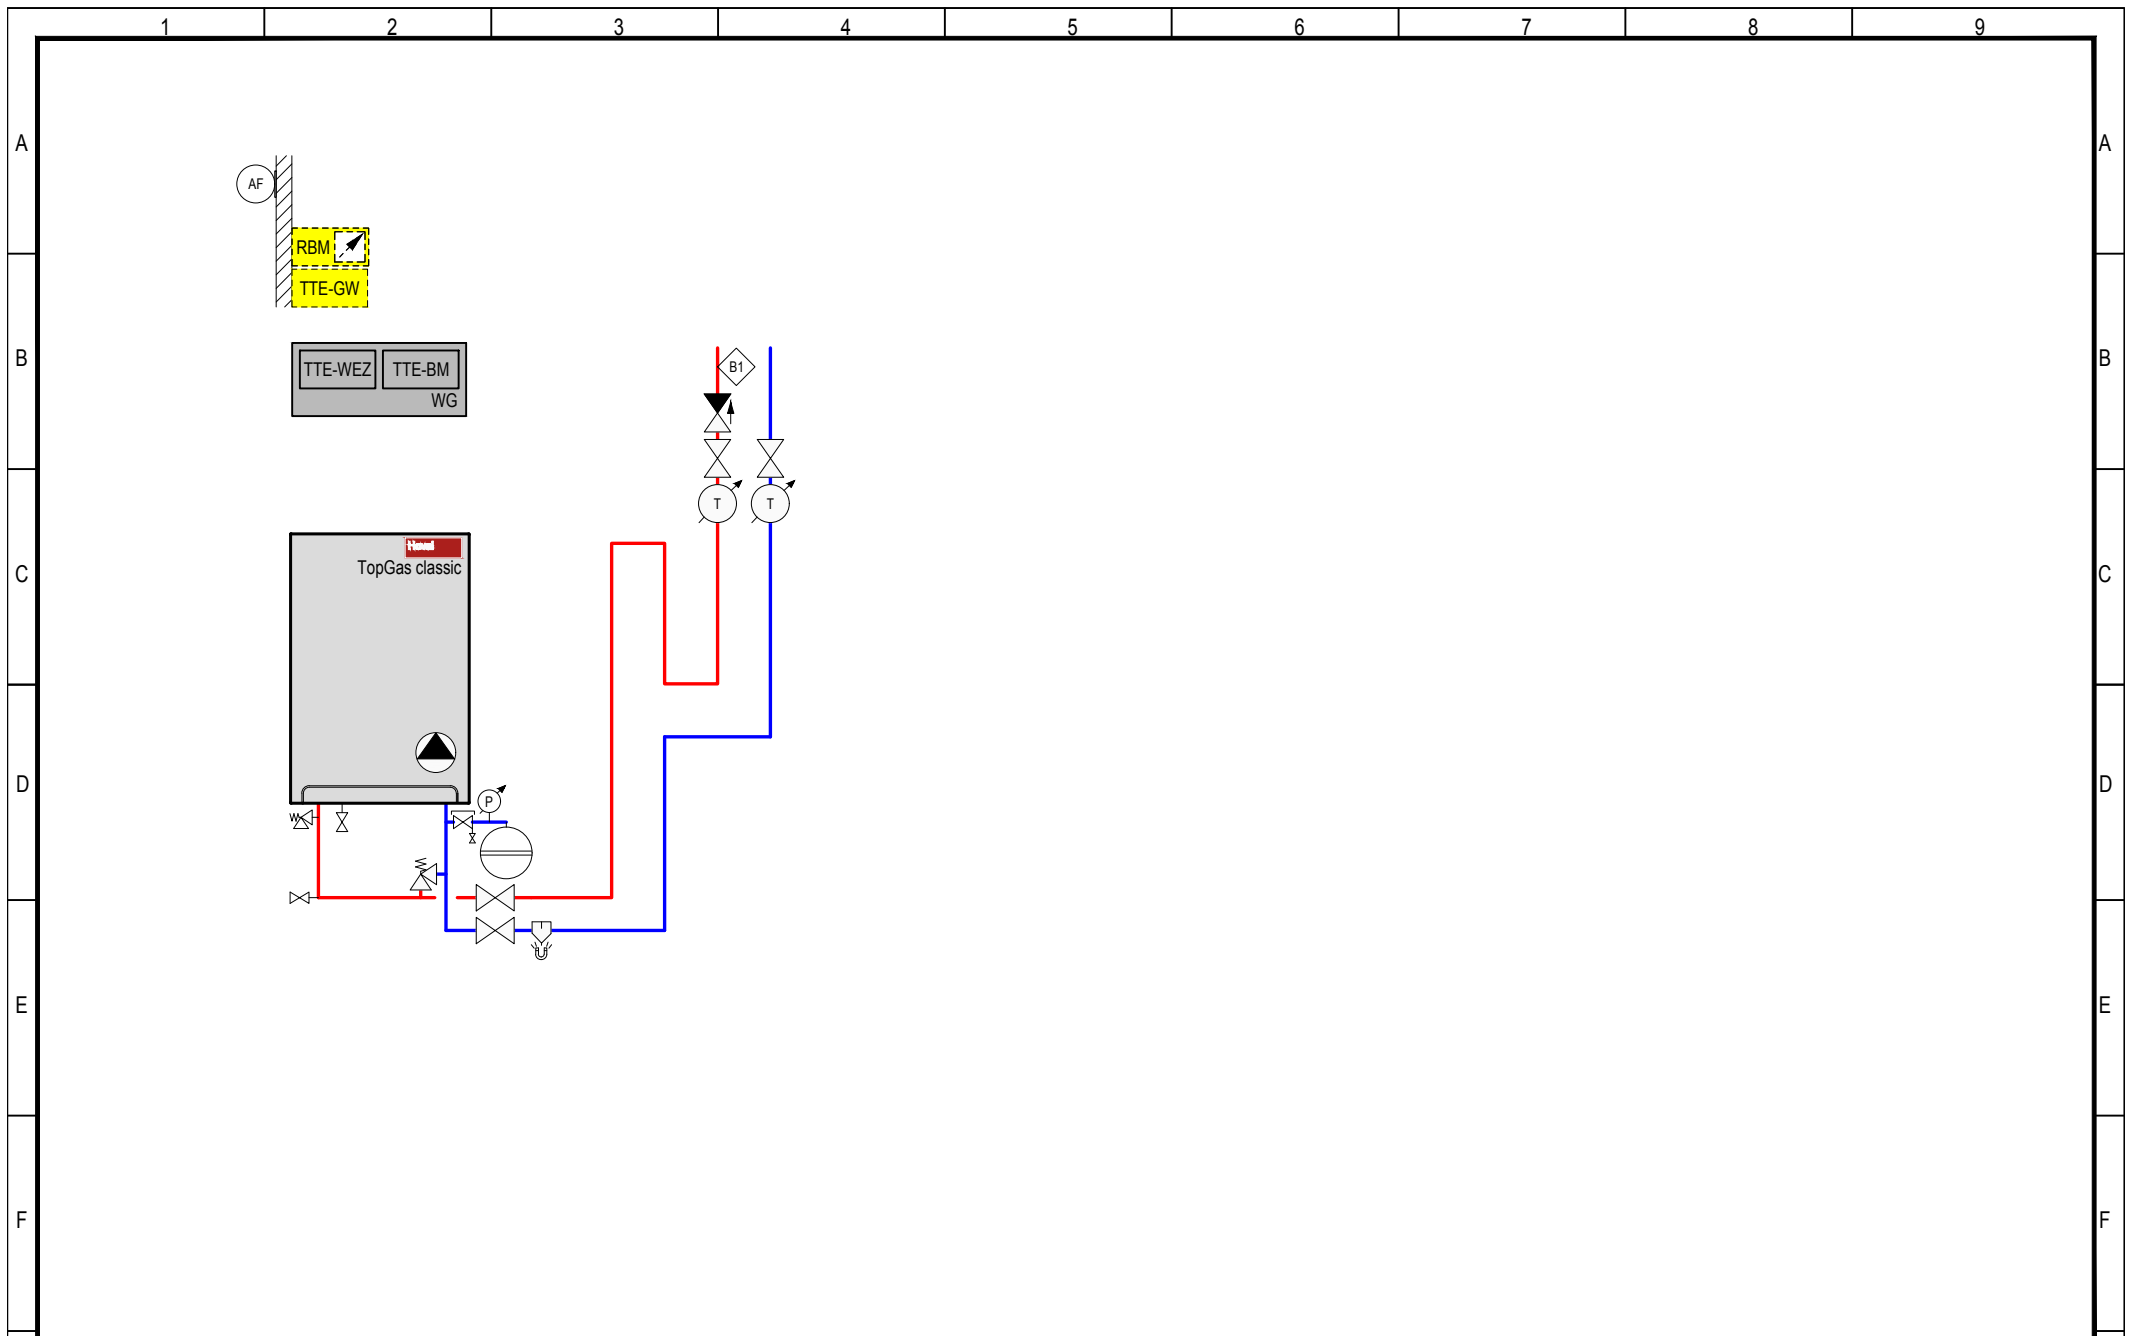 1 2 3 4 5 6 7 8 9
A A
AF
RBM
TTE-GW
B B
TTE-WEZ TTE-BM
WG
B1
T T
C C
TopGas classic
D D
P
E E
F F